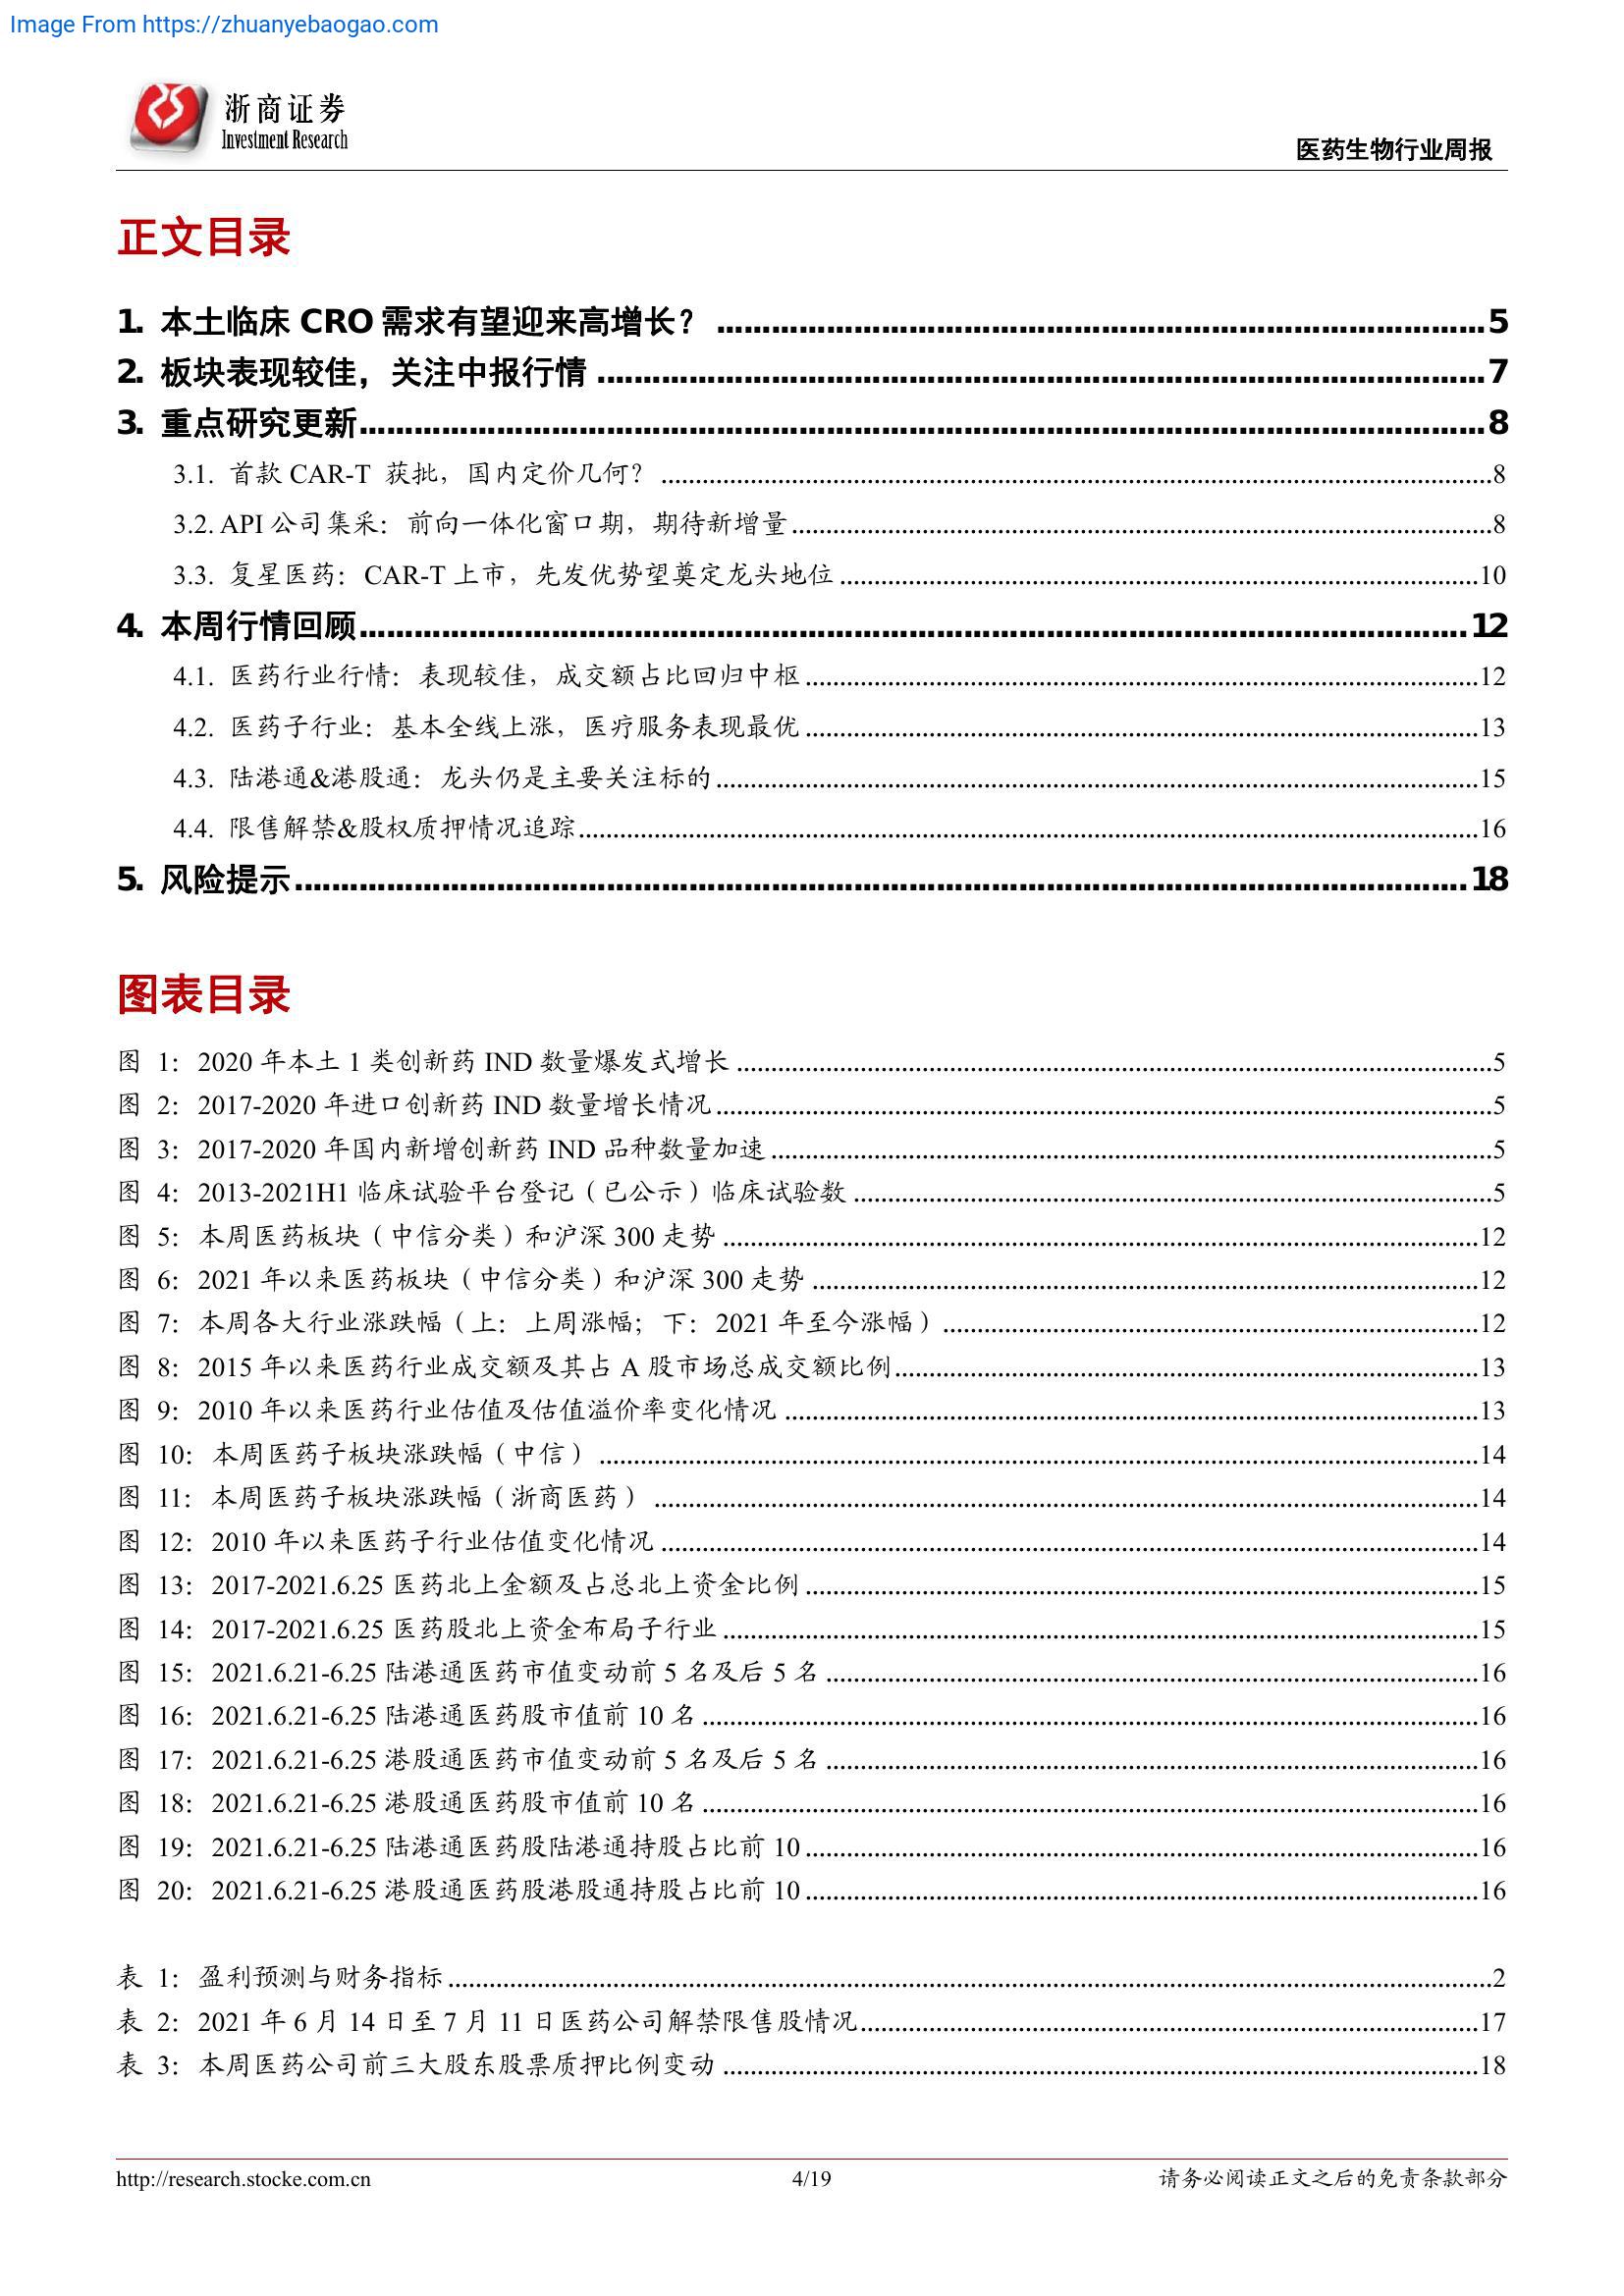 Image From https://zhuanyebaogao.com
浙商证券
Investment Research
医药生物行业周报
正文目录
1. 本土临床 CRO 需求有望迎来高增长？ 5
2. 板块表现较佳，关注中报行情 7
3. 重点研究更新 8
3.1. 首款 CAR-T 获批，国内定价几何？ 8
3.2. API 公司集采：前向一体化窗口期，期待新增量 8
3.3. 复星医药：CAR-T 上市，先发优势望奠定龙头地位 10
4. 本周行情回顾 12
4.1. 医药行业行情：表现较佳，成交额占比回归中枢 12
4.2. 医药子行业：基本全线上涨，医疗服务表现最优 13
4.3. 陆港通&港股通：龙头仍是主要关注标的 15
4.4. 限售解禁&股权质押情况追踪 16
5. 风险提示 18
图表目录
图 1：2020 年本土 1 类创新药 IND 数量爆发式增长 5
图 2：2017-2020 年进口创新药 IND 数量增长情况 5
图 3：2017-2020 年国内新增创新药 IND 品种数量加速 5
图 4：2013-2021H1 临床试验平台登记（已公示）临床试验数 5
图 5：本周医药板块（中信分类）和沪深 300 走势 12
图 6：2021 年以来医药板块（中信分类）和沪深 300 走势 12
图 7：本周各大行业涨跌幅（上：上周涨幅；下：2021 年至今涨幅） 12
图 8：2015 年以来医药行业成交额及其占 A 股市场总成交额比例 13
图 9：2010 年以来医药行业估值及估值溢价率变化情况 13
图 10：本周医药子板块涨跌幅（中信） 14
图 11：本周医药子板块涨跌幅（浙商医药） 14
图 12：2010 年以来医药子行业估值变化情况 14
图 13：2017-2021.6.25 医药北上金额及占总北上资金比例 15
图 14：2017-2021.6.25 医药股北上资金布局子行业 15
图 15：2021.6.21-6.25 陆港通医药市值变动前 5 名及后 5 名 16
图 16：2021.6.21-6.25 陆港通医药股市值前 10 名 16
图 17：2021.6.21-6.25 港股通医药市值变动前 5 名及后 5 名 16
图 18：2021.6.21-6.25 港股通医药股市值前 10 名 16
图 19：2021.6.21-6.25 陆港通医药股陆港通持股占比前 10 16
图 20：2021.6.21-6.25 港股通医药股港股通持股占比前 10 16
表 1：盈利预测与财务指标 2
表 2：2021 年 6 月 14 日至 7 月 11 日医药公司解禁限售股情况 17
表 3：本周医药公司前三大股东股票质押比例变动 18
http://research.stocke.com.cn
4/19
请务必阅读正文之后的免责条款部分